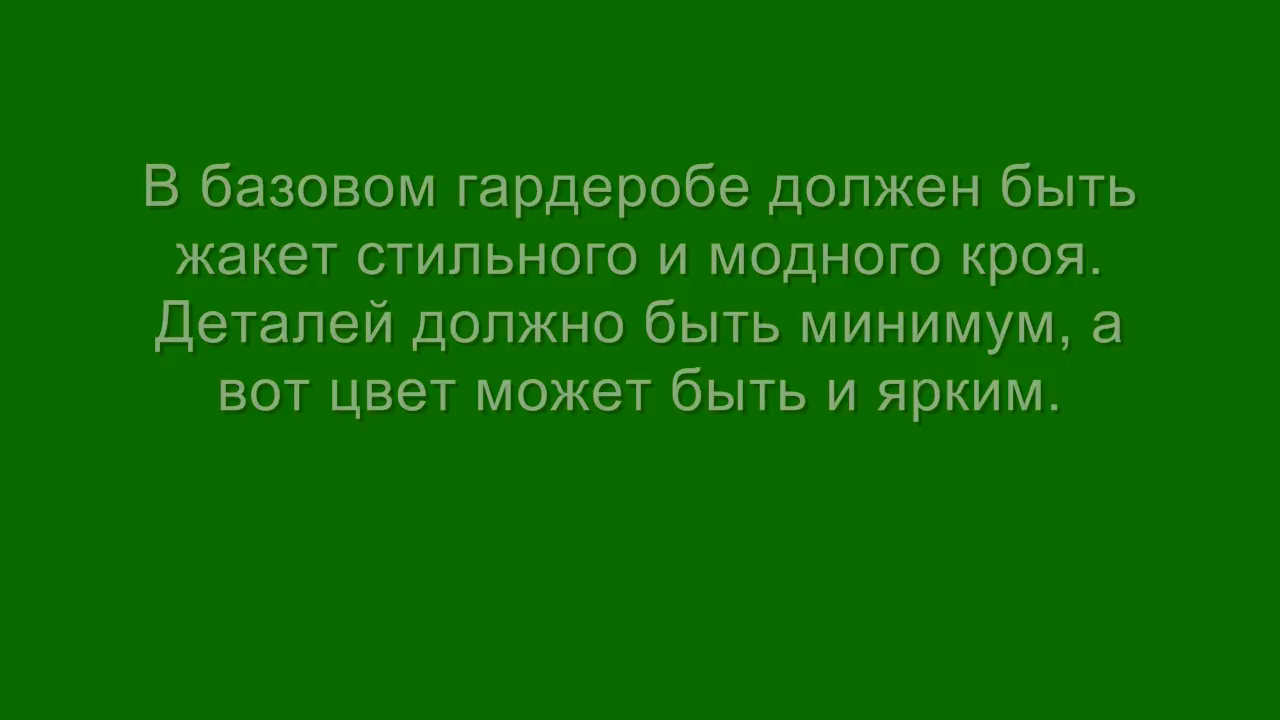 В базовом гардеробе должен быть
жакет стильного и модного кроя.
Деталей должно быть минимум, а
вот цвет может быть и ярким.